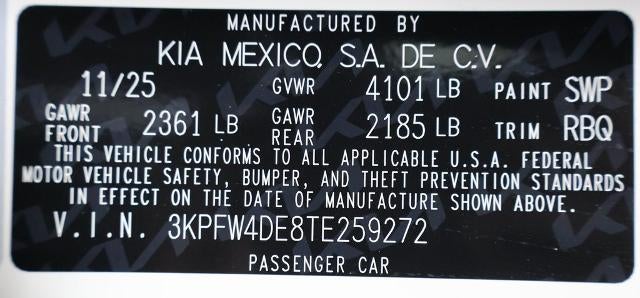 MANUFACTURED BY
KIA MEXICO, S.A. DE C.V.
11/25 GVWR 4101 LB PAINT SWP
GAWR FRONT 2361 LB GAWR REAR 2185 LB TRIM RBQ
THIS VEHICLE CONFORMS TO ALL APPLICABLE U.S.A. FEDERAL
MOTOR VEHICLE SAFETY, BUMPER, AND THEFT PREVENTION STANDARDS
IN EFFECT ON THE DATE OF MANUFACTURE SHOWN ABOVE.
V.I.N. 3KPFW4DE8TE259272
PASSENGER CAR